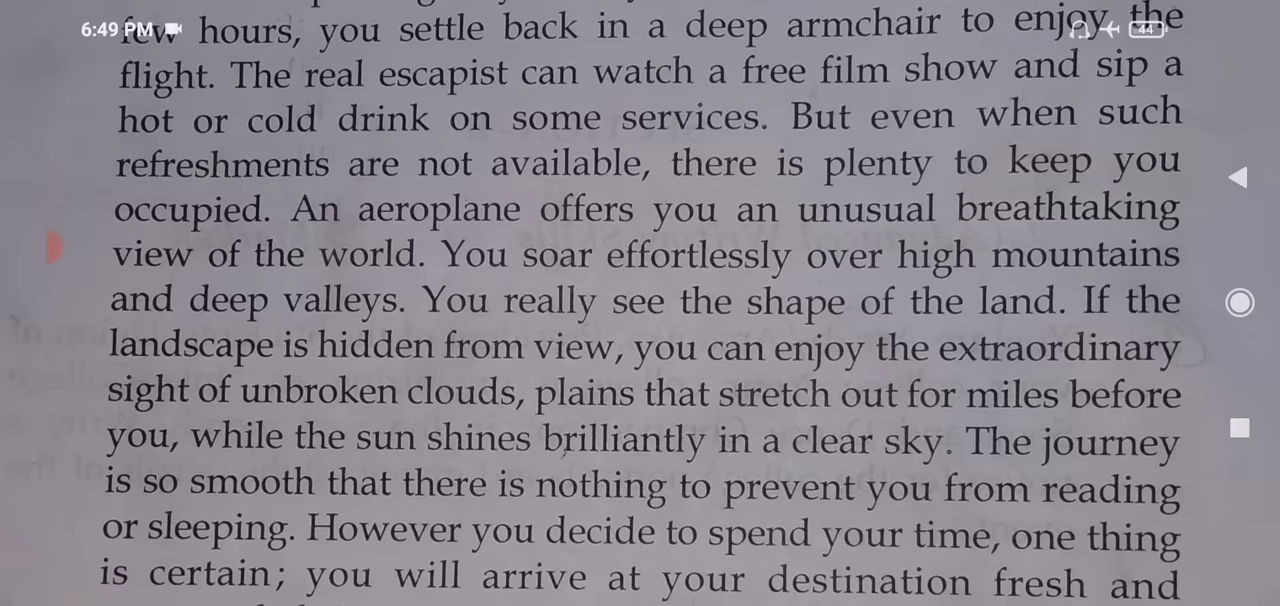 6:49 PM
44
few hours, you settle back in a deep armchair to enjoy the
flight. The real escapist can watch a free film show and sip a
hot or cold drink on some services. But even when such
refreshments are not available, there is plenty to keep you
occupied. An aeroplane offers you an unusual breathtaking
view of the world. You soar effortlessly over high mountains
and deep valleys. You really see the shape of the land. If the
landscape is hidden from view, you can enjoy the extraordinary
sight of unbroken clouds, plains that stretch out for miles before
you, while the sun shines brilliantly in a clear sky. The journey
is so smooth that there is nothing to prevent you from reading
or sleeping. However you decide to spend your time, one thing
is certain; you will arrive at your destination fresh and